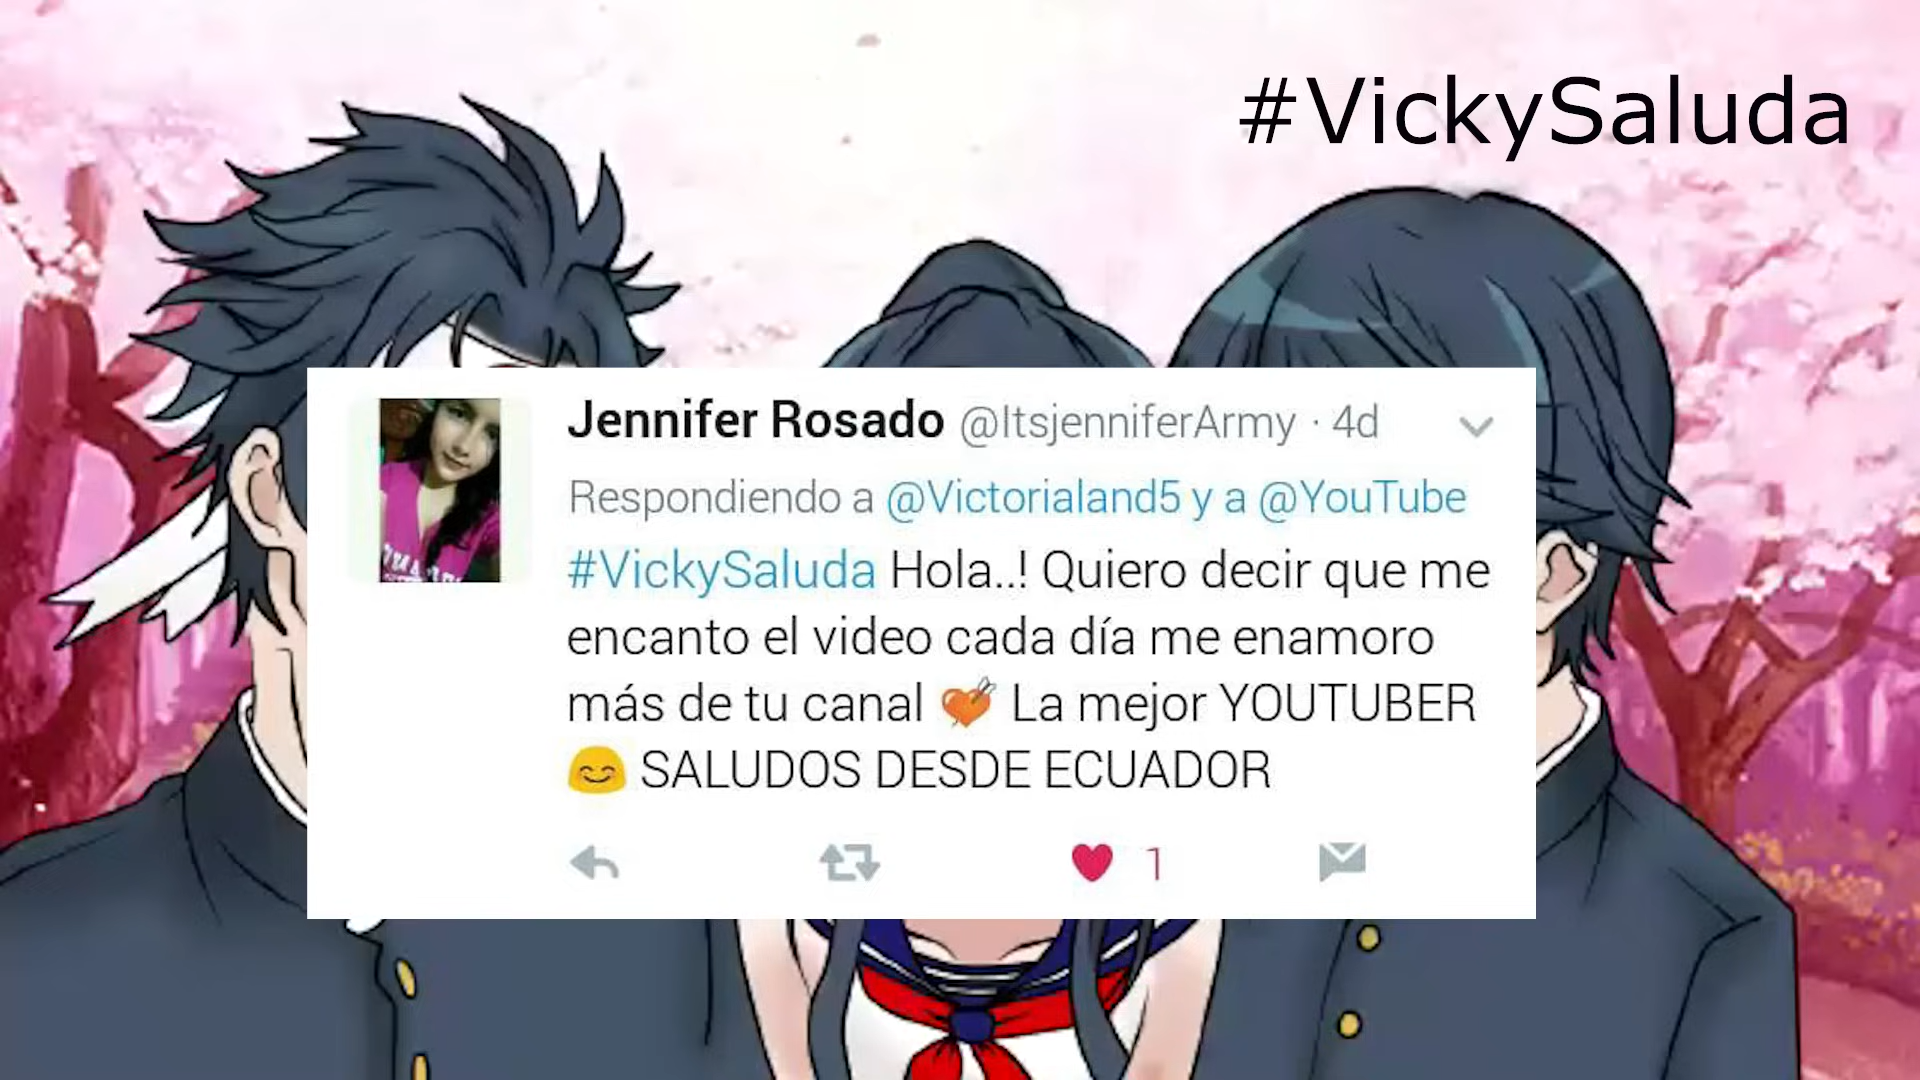 #VickySaluda
Jennifer Rosado @ItsjenniferArmy · 4d
Respondiendo a @Victorialand5 y a @YouTube
#VickySaluda Hola..! Quiero decir que me
encanto el video cada día me enamoro
más de tu canal 💘 La mejor YOUTUBER
😊 SALUDOS DESDE ECUADOR
1